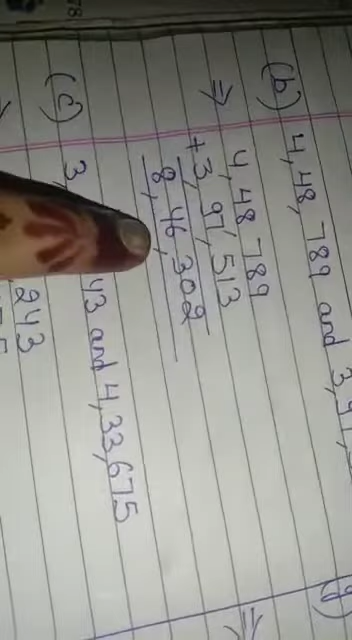 (b) 4,48,789 and 3,97,
⇒ 4,48 789
+3,97,513
8,46,302
(c) 3, 43 and 4,33,675
243